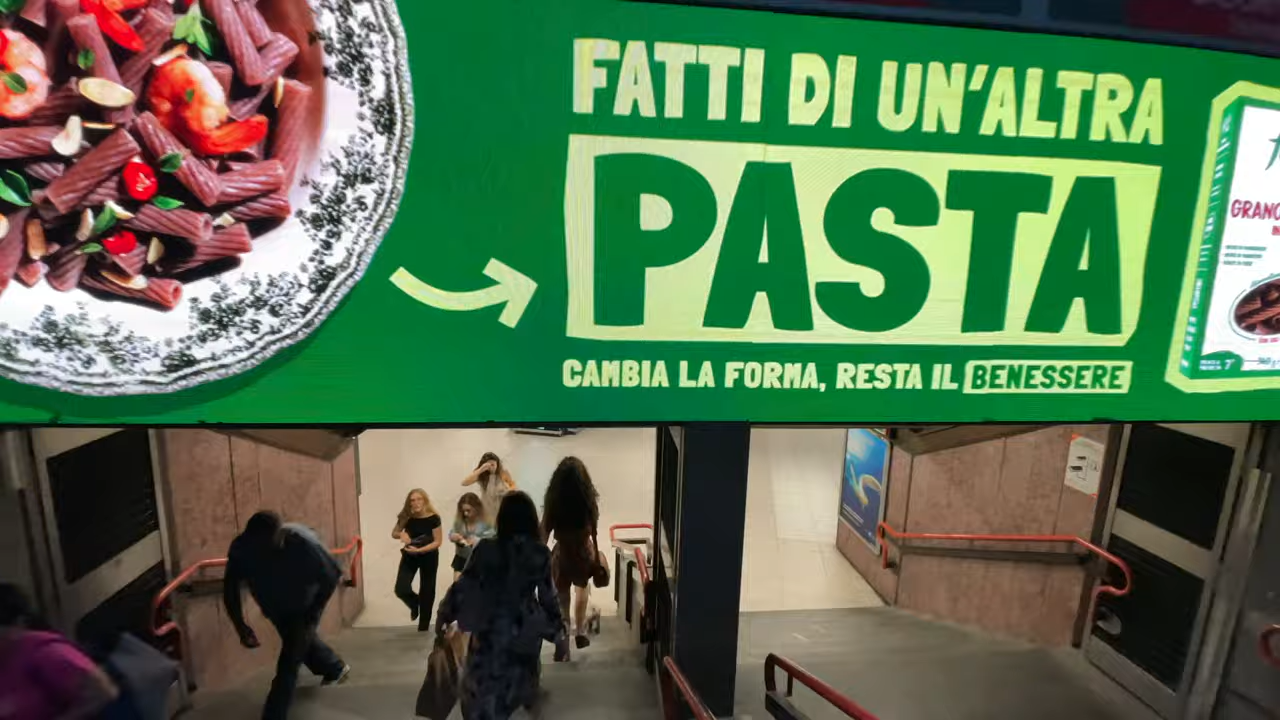 FATTI DI UN'ALTRA
PASTA
CAMBIA LA FORMA, RESTA IL BENESSERE
GRANO